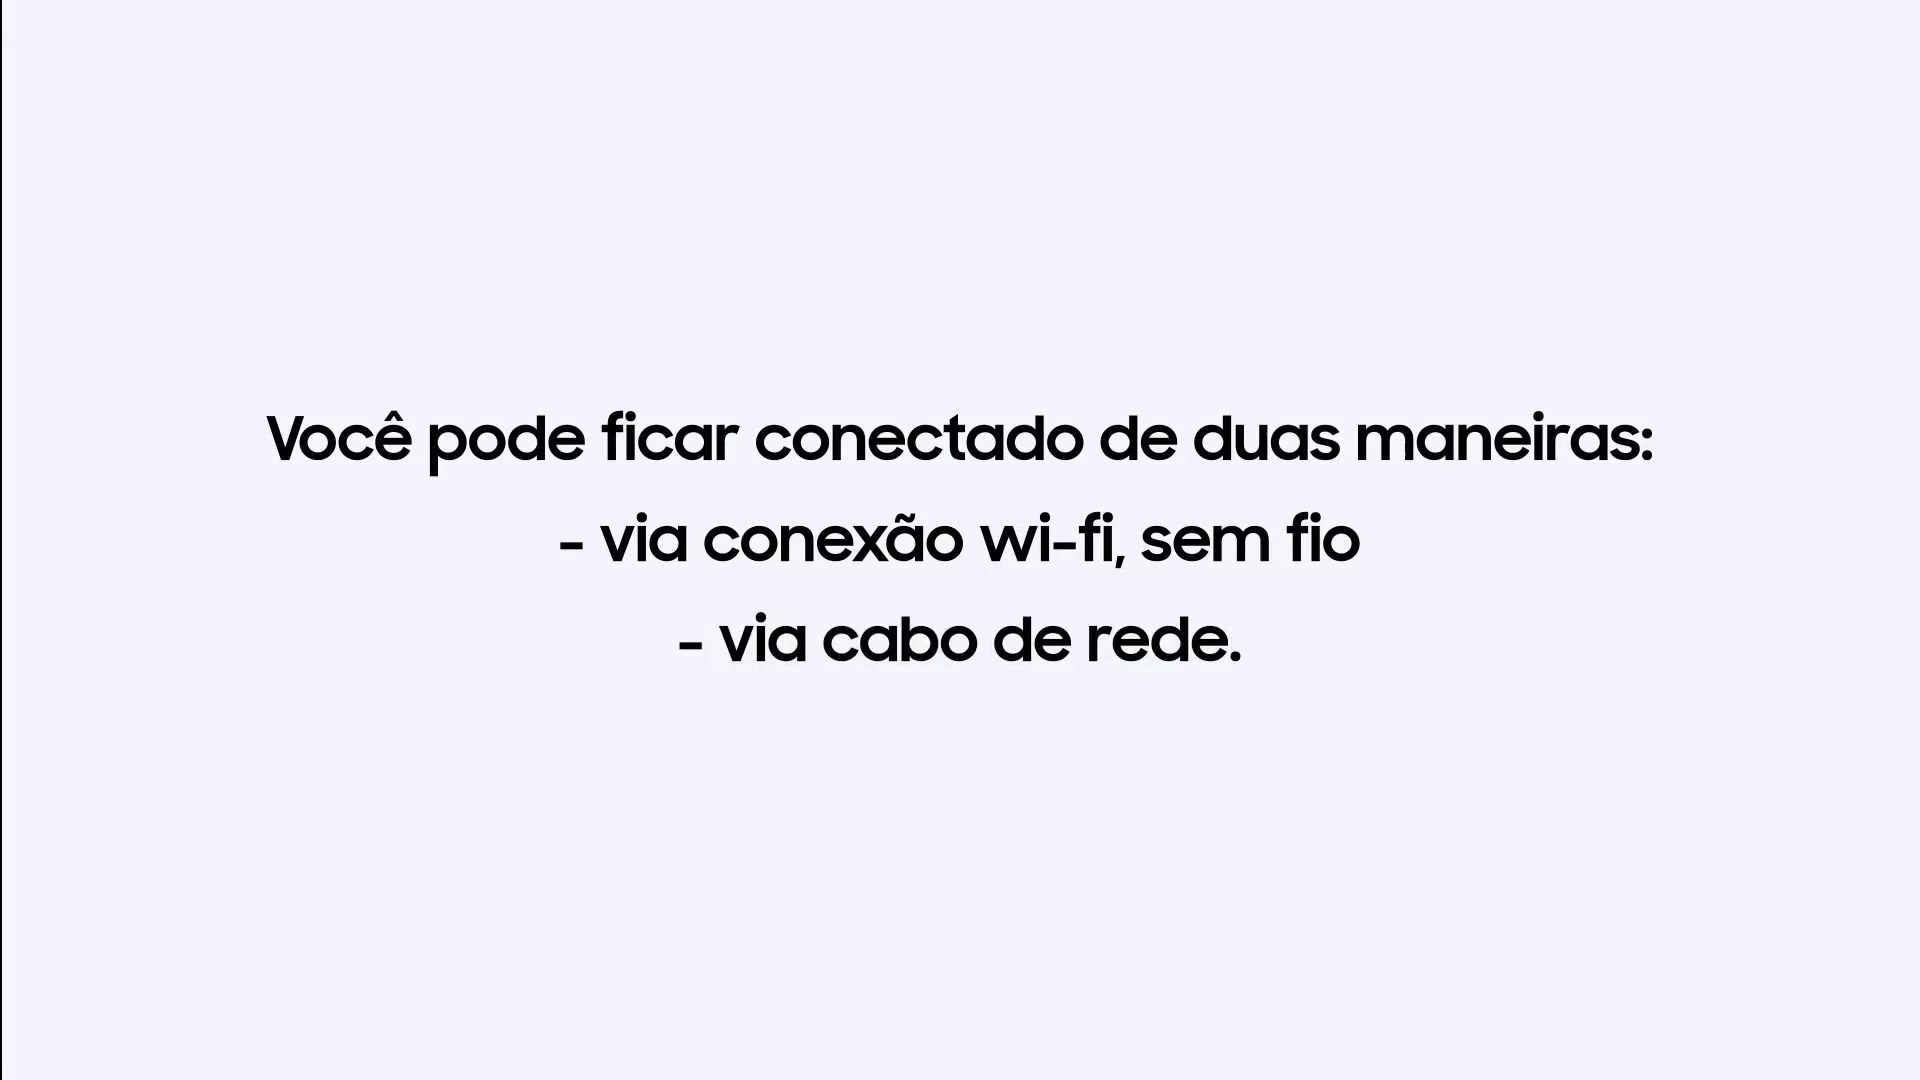 Você pode ficar conectado de duas maneiras:
- via conexão wi-fi, sem fio
- via cabo de rede.